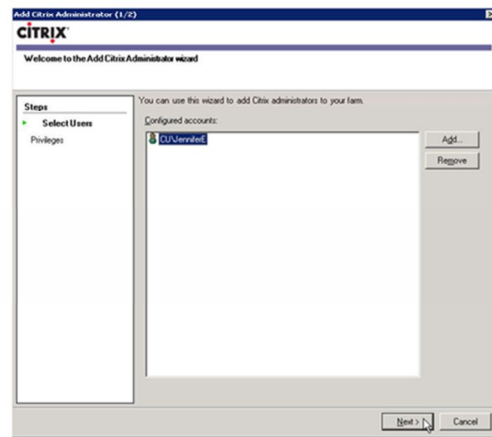 Add Citrix Administrator (1/2)
CITRIX
Welcome to the Add Citrix Administrator wizard
Steps
Select Users
Privileges
You can use this wizard to add Citrix administrators to your farm.
Configured accounts:
CU\JenniferE
Add...
Remove
Next >
Cancel